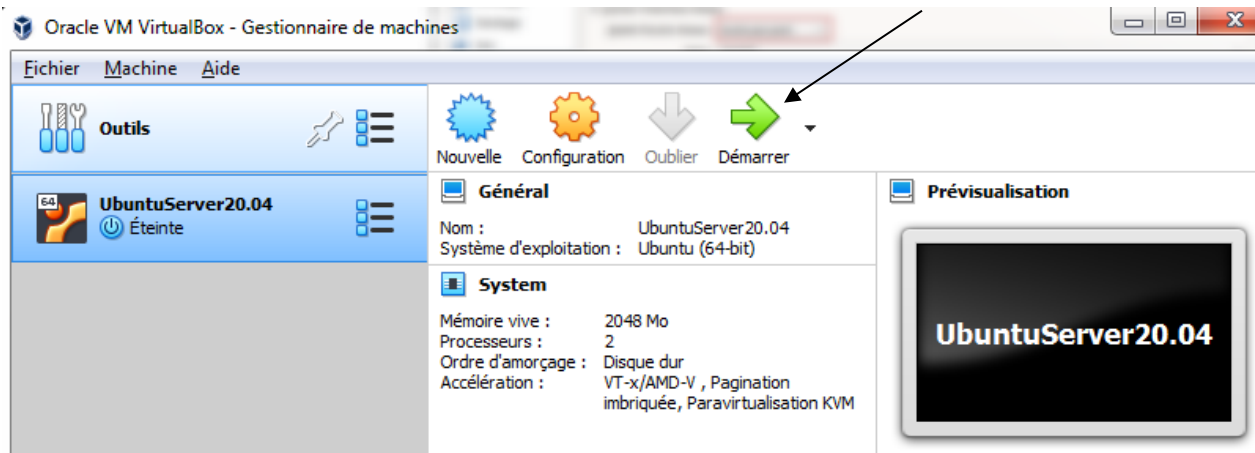 Oracle VM VirtualBox - Gestionnaire de machines
Fichier Machine Aide
Outils
Nouvelle Configuration Oublier Démarrer
64
UbuntuServer20.04
Éteinte
Général
Nom : UbuntuServer20.04
Système d'exploitation : Ubuntu (64-bit)
System
Mémoire vive : 2048 Mo
Processeurs : 2
Ordre d'amorçage : Disque dur
Accélération : VT-x/AMD-V , Pagination
imbriquée, Paravirtualisation KVM
Prévisualisation
UbuntuServer20.04